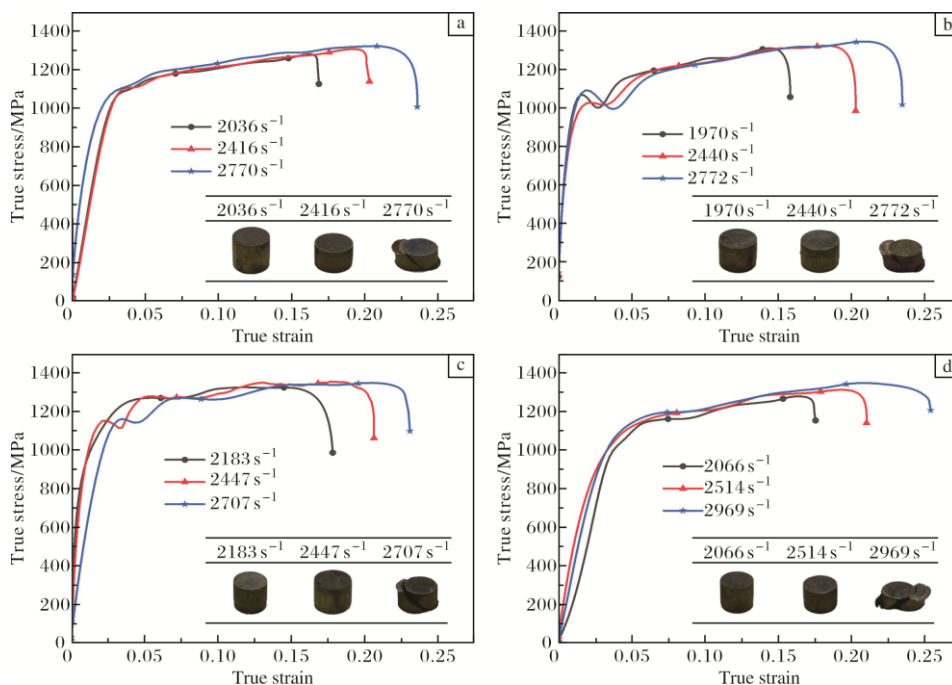 a
1400
1200
1000
800
600
400
200
0
True stress/MPa
2036 s⁻¹
2416 s⁻¹
2770 s⁻¹
2036 s⁻¹ 2416 s⁻¹ 2770 s⁻¹
0 0.05 0.10 0.15 0.20 0.25
True strain
b
1400
1200
1000
800
600
400
200
0
True stress/MPa
1970 s⁻¹
2440 s⁻¹
2772 s⁻¹
1970 s⁻¹ 2440 s⁻¹ 2772 s⁻¹
0 0.05 0.10 0.15 0.20 0.25
True strain
c
1400
1200
1000
800
600
400
200
0
True stress/MPa
2183 s⁻¹
2447 s⁻¹
2707 s⁻¹
2183 s⁻¹ 2447 s⁻¹ 2707 s⁻¹
0 0.05 0.10 0.15 0.20 0.25
True strain
d
1400
1200
1000
800
600
400
200
0
True stress/MPa
2066 s⁻¹
2514 s⁻¹
2969 s⁻¹
2066 s⁻¹ 2514 s⁻¹ 2969 s⁻¹
0 0.05 0.10 0.15 0.20 0.25
True strain